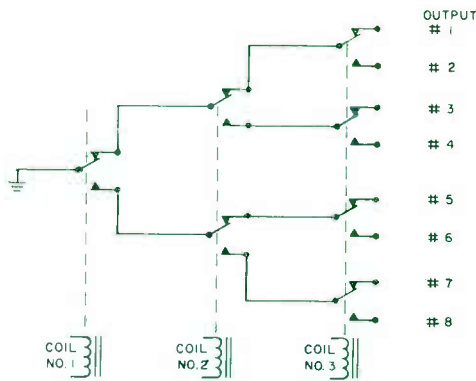 OUTPUT
# 1
# 2
# 3
# 4
# 5
# 6
# 7
# 8
COIL
NO. 1
COIL
NO. 2
COIL
NO. 3